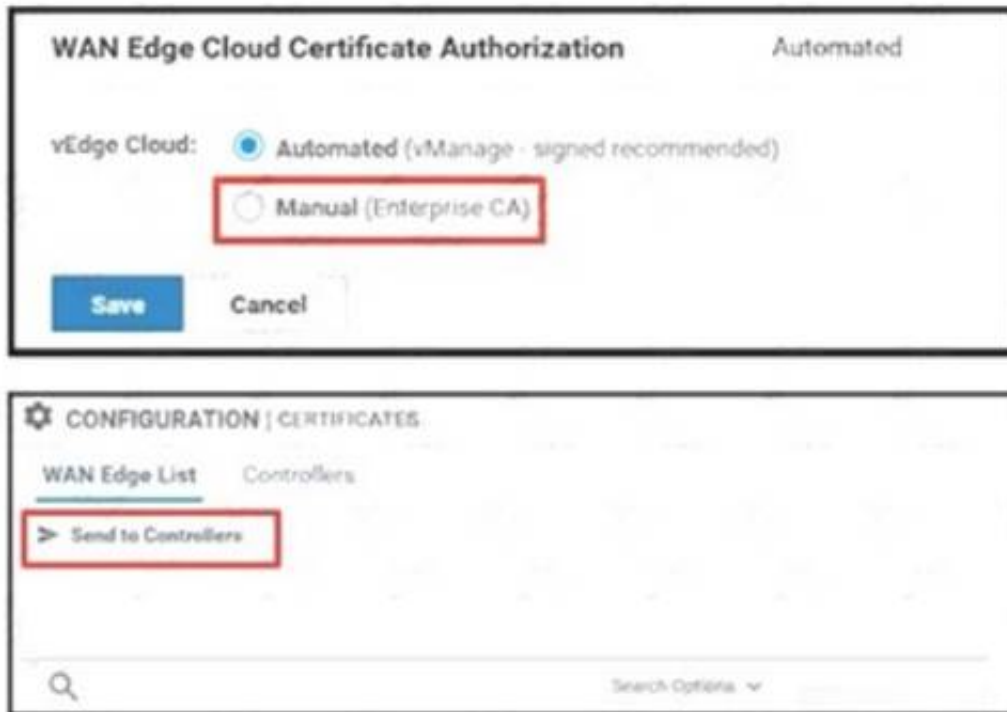 WAN Edge Cloud Certificate Authorization Automated
vEdge Cloud: Automated (vManage - signed recommended)
Manual (Enterprise CA)
Save Cancel
CONFIGURATION | CERTIFICATES
WAN Edge List Controllers
Send to Controllers
Search Options